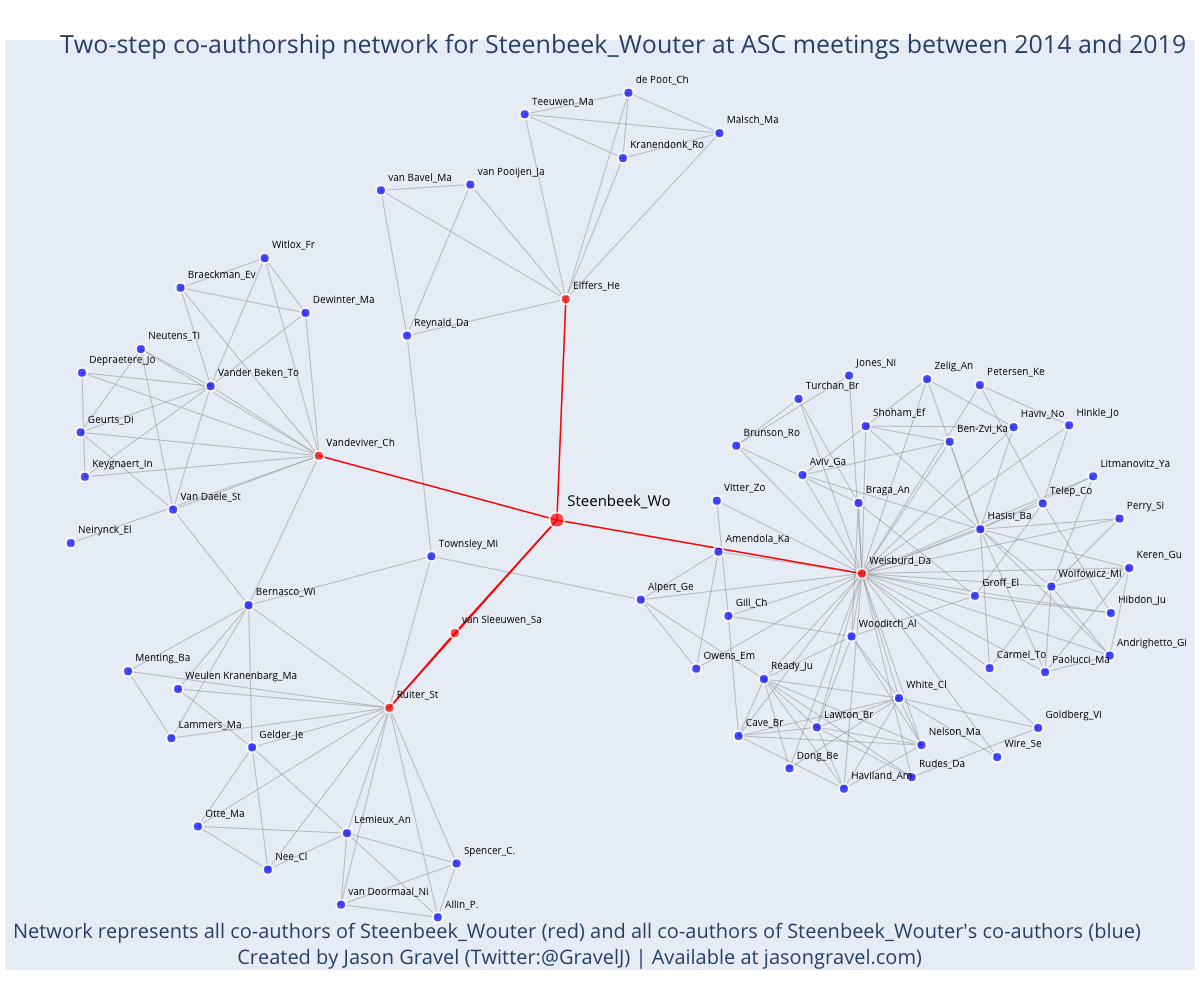 Two-step co-authorship network for Steenbeek_Wouter at ASC meetings between 2014 and 2019
de Poot_Ch
Teeuwen_Ma
Malsch_Ma
Kranendonk_Ro
van Pooijen_Ja
van Bavel_Ma
Witlox_Fr
Braeckman_Ev
Elffers_He
Dewinter_Ma
Reynald_Da
Neutens_Ti
Depraetere_Jo
Vander Beken_To
Jones_Ni
Zelig_An
Petersen_Ke
Turchan_Br
Geurts_Di
Shoham_Ef
Haviv_No
Hinkle_Jo
Vandeviver_Ch
Brunson_Ro
Ben-Zvi_Ka
Keygnaert_In
Aviv_Ga
Litmanovitz_Ya
Van Daele_St
Steenbeek_Wo
Vitter_Zo
Braga_An
Telep_Co
Neirynck_El
Hasisi_Ba
Perry_Si
Townsley_Mi
Amendola_Ka
Weisburd_Da
Keren_Gu
Bernasco_Wi
Alpert_Ge
Groff_El
Wolfowicz_Mi
Gill_Ch
Hibdon_Ju
van Sleeuwen_Sa
Wooditch_Al
Andrighetto_Gi
Menting_Ba
Owens_Em
Carmel_To
Paolucci_Ma
Weulen Kranenbarg_Ma
Ready_Ju
Ruiter_St
White_Cl
Lammers_Ma
Gelder_Je
Cave_Br
Lawton_Br
Goldberg_Vi
Nelson_Ma
Wire_Se
Dong_Be
Rudes_Da
Haviland_Am
Otte_Ma
Lemieux_An
Nee_Cl
Spencer_C.
van Doormaal_Ni
Allin_P.
Network represents all co-authors of Steenbeek_Wouter (red) and all co-authors of Steenbeek_Wouter's co-authors (blue)
Created by Jason Gravel (Twitter:@GravelJ) | Available at jasongravel.com)